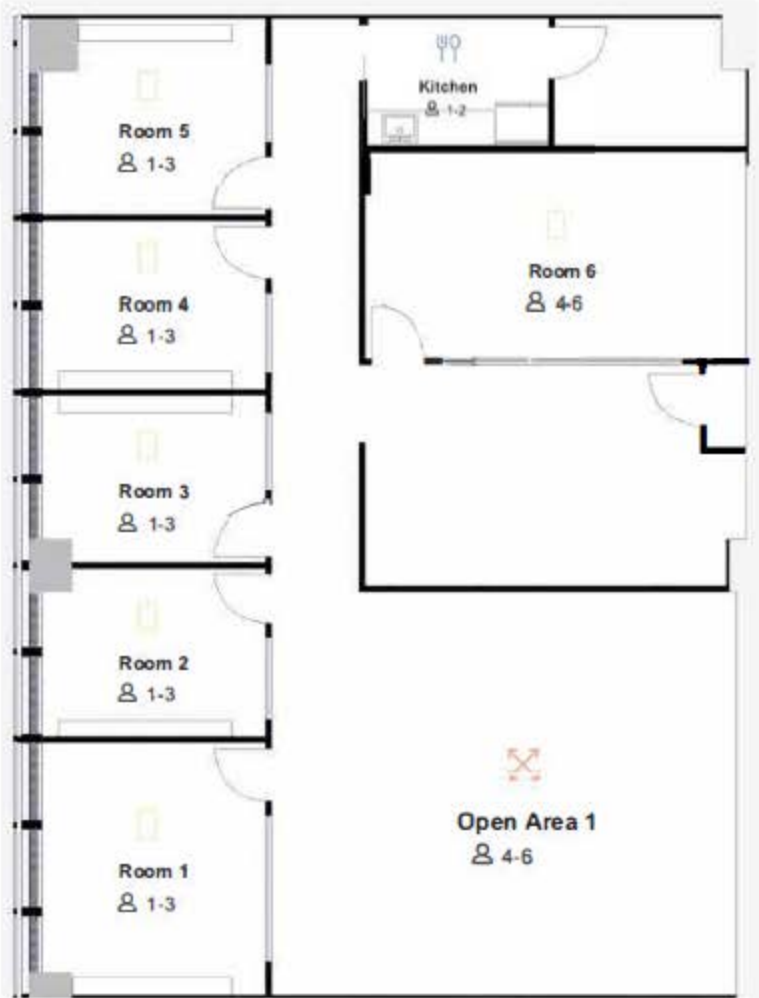 Kitchen
1-2
Room 5
1-3
Room 6
4-6
Room 4
1-3
Room 3
1-3
Room 2
1-3
Open Area 1
4-6
Room 1
1-3